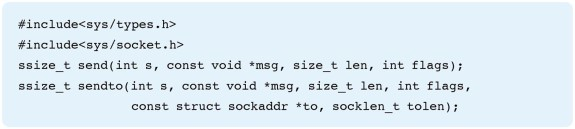 #include<sys/types.h>
#include<sys/socket.h>
ssize_t send(int s, const void *msg, size_t len, int flags);
ssize_t sendto(int s, const void *msg, size_t len, int flags,
const struct sockaddr *to, socklen_t tolen);